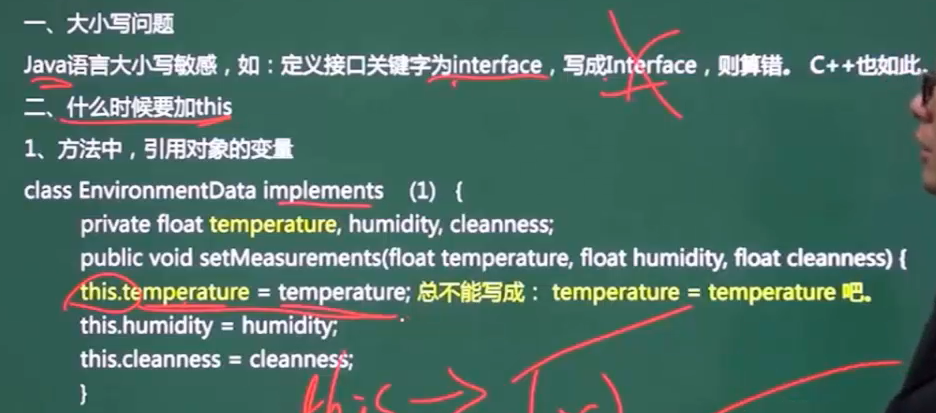 一、大小写问题
Java语言大小写敏感，如：定义接口关键字为interface，写成Interface，则算错。 C++也如此.
二、什么时候要加this
1、方法中，引用对象的变量
class EnvironmentData implements (1) {
private float temperature, humidity, cleanness;
public void setMeasurements(float temperature, float humidity, float cleanness) {
this.temperature = temperature; 总不能写成： temperature = temperature 吧。
this.humidity = humidity;
this.cleanness = cleanness;
}
this →